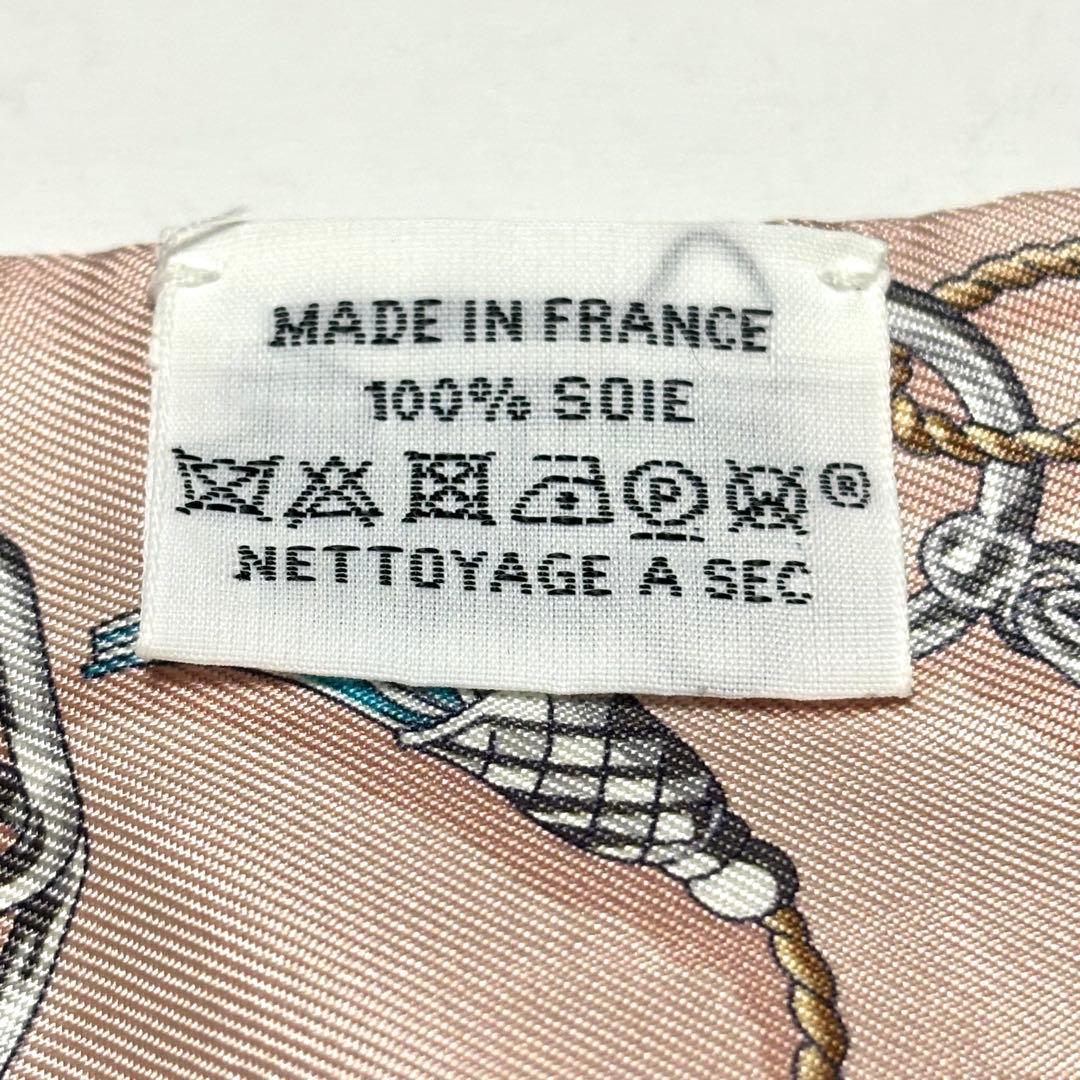 MADE IN FRANCE
100% SOIE
P W ®
NETTOYAGE A SEC